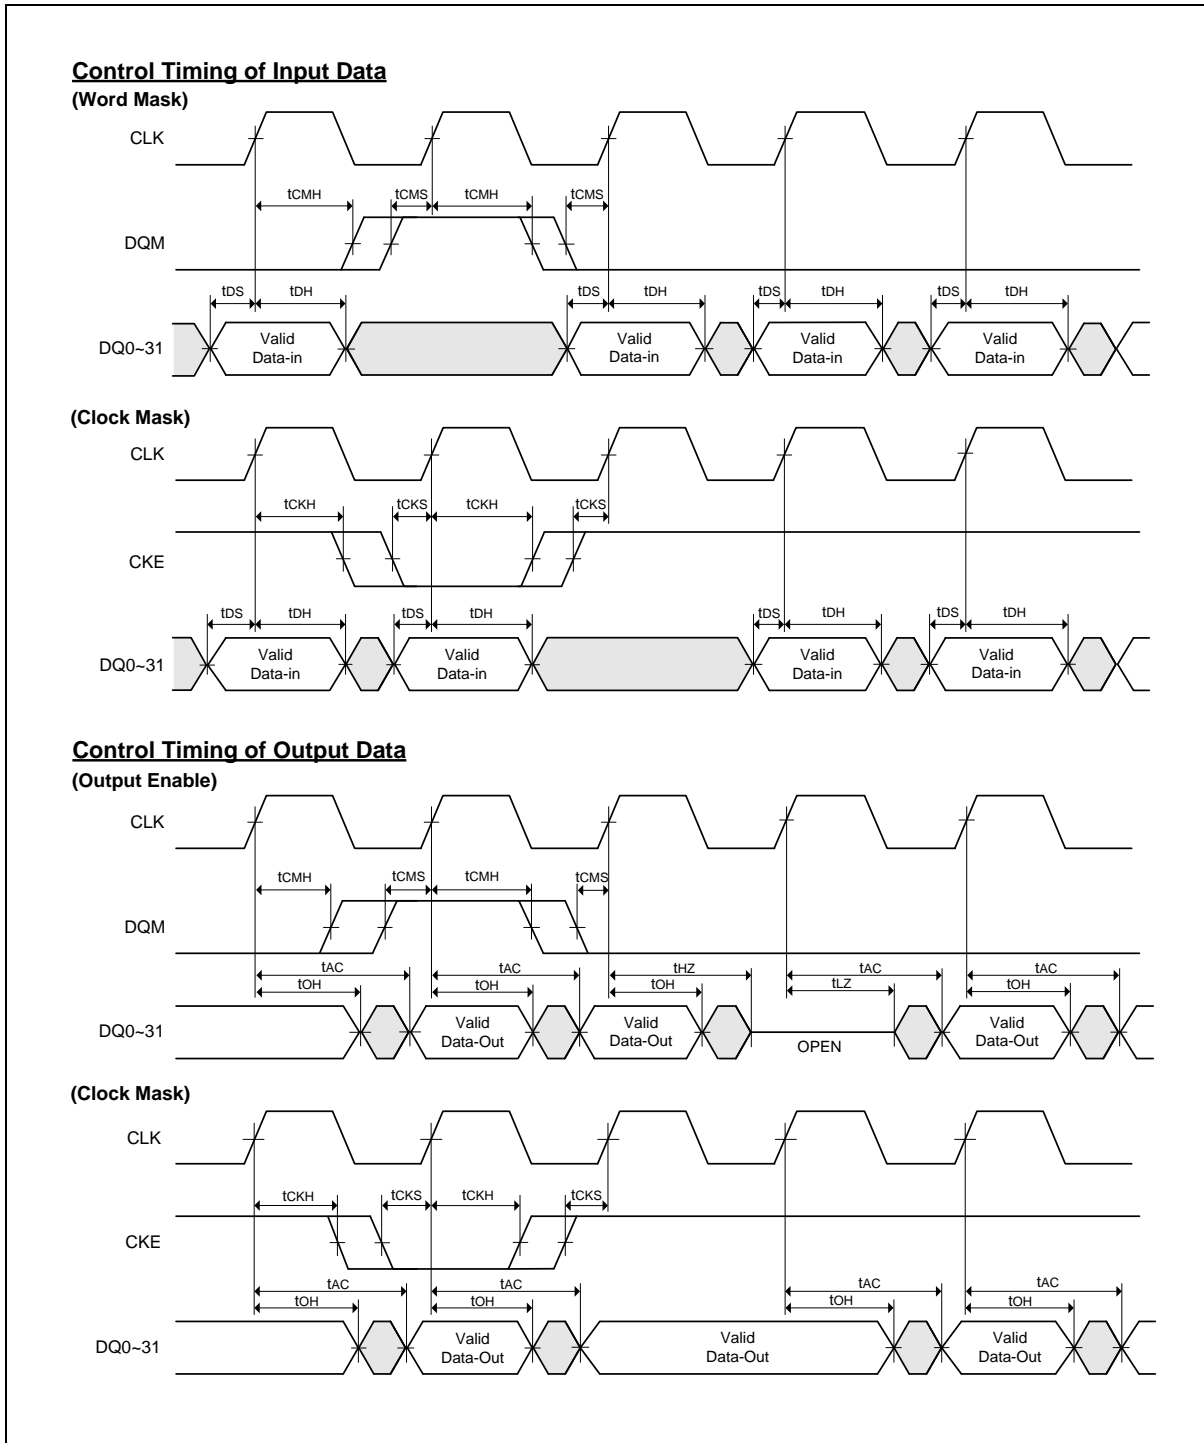 Control Timing of Input Data
(Word Mask)
CLK
tCMH tCMS tCMH tCMS
DQM
tDS tDH tDS tDH tDS tDH tDS tDH
DQ0~31
Valid Data-in
Valid Data-in
Valid Data-in
Valid Data-in
(Clock Mask)
CLK
tCKH tCKS tCKH tCKS
CKE
tDS tDH tDS tDH tDS tDH tDS tDH
DQ0~31
Valid Data-in
Valid Data-in
Valid Data-in
Valid Data-in
Control Timing of Output Data
(Output Enable)
CLK
tCMH tCMS tCMH tCMS
DQM
tAC tAC tHZ tAC tAC
tOH tOH tOH tLZ tOH
DQ0~31
Valid Data-Out
Valid Data-Out
OPEN
Valid Data-Out
(Clock Mask)
CLK
tCKH tCKS tCKH tCKS
CKE
tAC tAC tAC tAC
tOH tOH tOH tOH
DQ0~31
Valid Data-Out
Valid Data-Out
Valid Data-Out